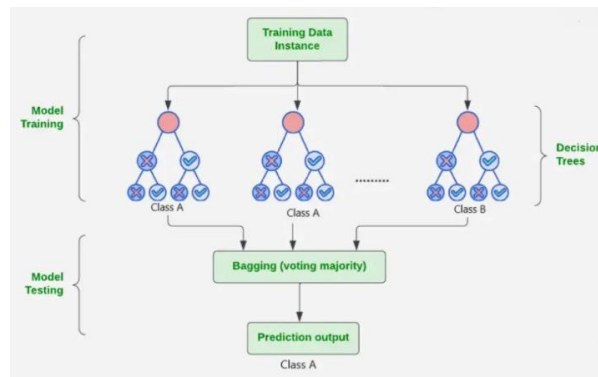 Training Data
Instance
Model
Training
Decision
Trees
.........
Class A
Class A
Class B
Model
Testing
Bagging (voting majority)
Prediction output
Class A